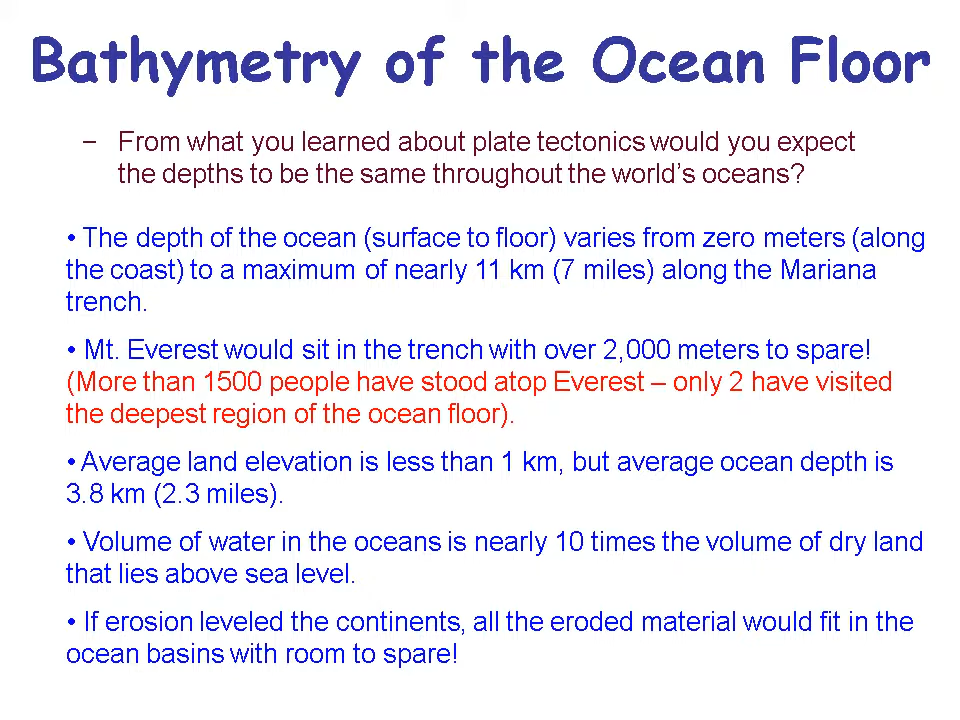 Bathymetry of the Ocean Floor
– From what you learned about plate tectonics would you expect
the depths to be the same throughout the world's oceans?
• The depth of the ocean (surface to floor) varies from zero meters (along
the coast) to a maximum of nearly 11 km (7 miles) along the Mariana
trench.
• Mt. Everest would sit in the trench with over 2,000 meters to spare!
(More than 1500 people have stood atop Everest – only 2 have visited
the deepest region of the ocean floor).
• Average land elevation is less than 1 km, but average ocean depth is
3.8 km (2.3 miles).
• Volume of water in the oceans is nearly 10 times the volume of dry land
that lies above sea level.
• If erosion leveled the continents, all the eroded material would fit in the
ocean basins with room to spare!